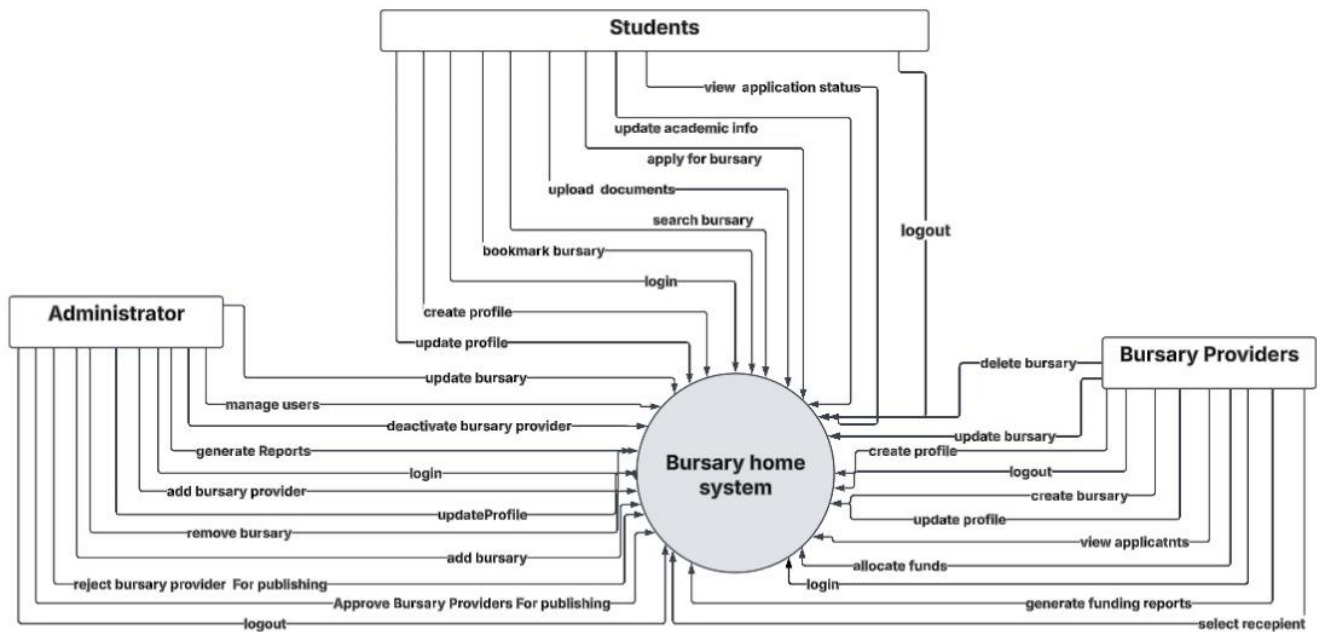 Students
view application status
update academic info
apply for bursary
upload documents
search bursary
logout
bookmark bursary
login
create profile
update profile
Administrator
update bursary
manage users
deactivate bursary provider
generate Reports
login
add bursary provider
updateProfile
remove bursary
add bursary
reject bursary provider For publishing
Approve Bursary Providers For publishing
logout
Bursary home
system
Bursary Providers
delete bursary
update bursary
create profile
logout
create bursary
update profile
view applicatnts
allocate funds
login
generate funding reports
select recepient